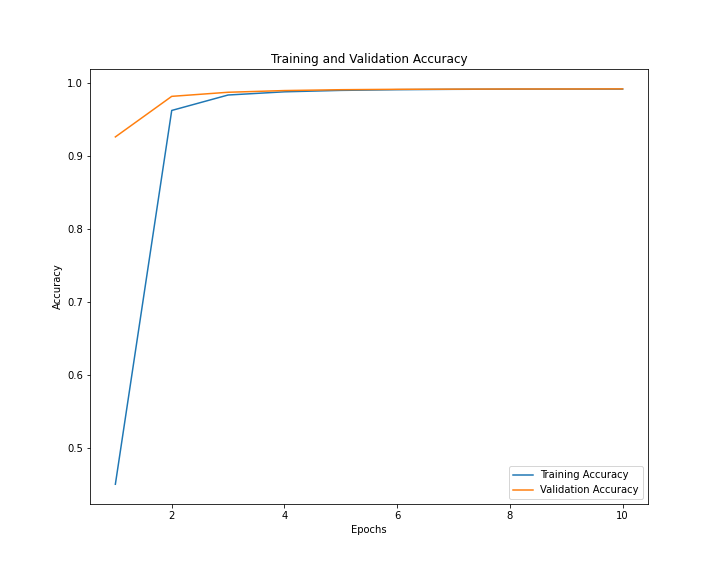 Training and Validation Accuracy
1.0
0.9
0.8
0.7
0.6
0.5
Accuracy
Training Accuracy
Validation Accuracy
2 4 6 8 10
Epochs